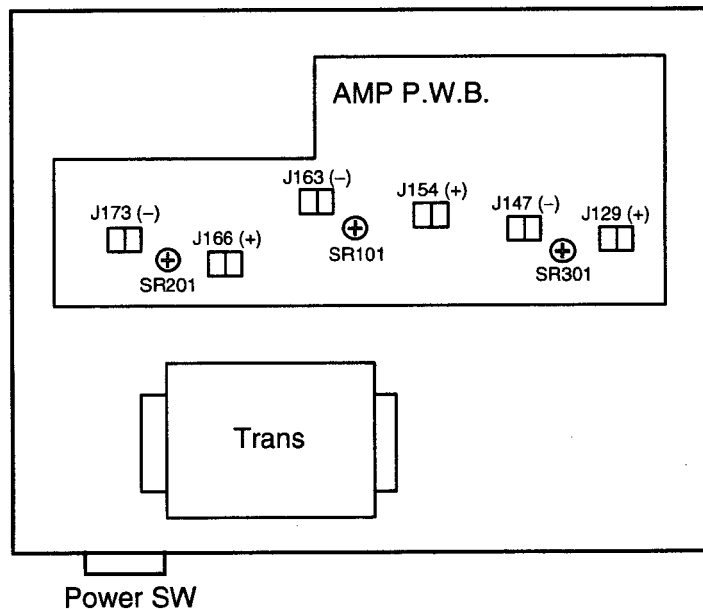 AMP P.W.B.
J163 (–)
J154 (+)
J173 (–)
J147 (–)
J129 (+)
J166 (+)
SR101
SR201
SR301
Trans
Power SW